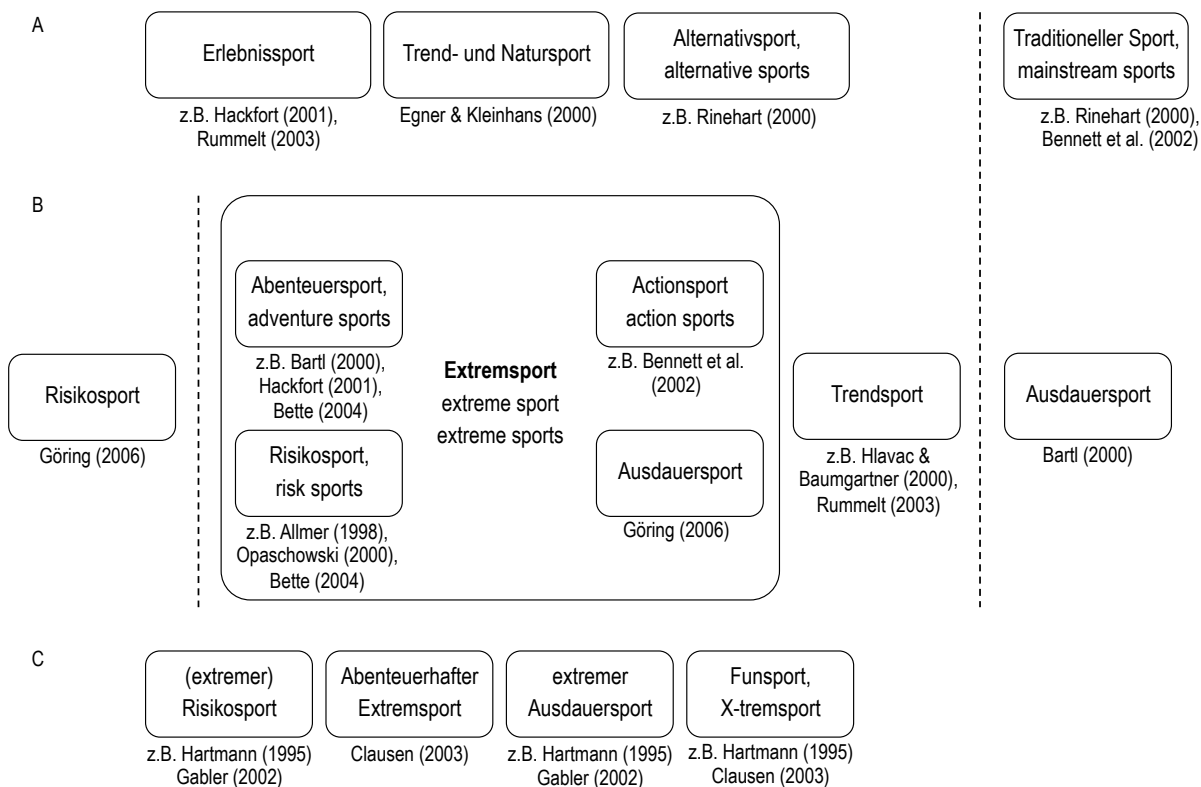 A
Erlebnissport
z.B. Hackfort (2001),
Rummelt (2003)
Trend- und Natursport
Egner & Kleinhans (2000)
Alternativsport,
alternative sports
z.B. Rinehart (2000)
Traditioneller Sport,
mainstream sports
z.B. Rinehart (2000),
Bennett et al. (2002)
B
Risikosport
Göring (2006)
Abenteuersport,
adventure sports
z.B. Bartl (2000),
Hackfort (2001),
Bette (2004)
Risikosport,
risk sports
z.B. Allmer (1998),
Opaschowski (2000),
Bette (2004)
Extremsport
extreme sport
extreme sports
Actionsport
action sports
z.B. Bennett et al.
(2002)
Ausdauersport
Göring (2006)
Trendsport
z.B. Hlavac &
Baumgartner (2000),
Rummelt (2003)
Ausdauersport
Bartl (2000)
C
(extremer)
Risikosport
z.B. Hartmann (1995)
Gabler (2002)
Abenteuerhafter
Extremsport
Clausen (2003)
extremer
Ausdauersport
z.B. Hartmann (1995)
Gabler (2002)
Funsport,
X-tremsport
z.B. Hartmann (1995)
Clausen (2003)